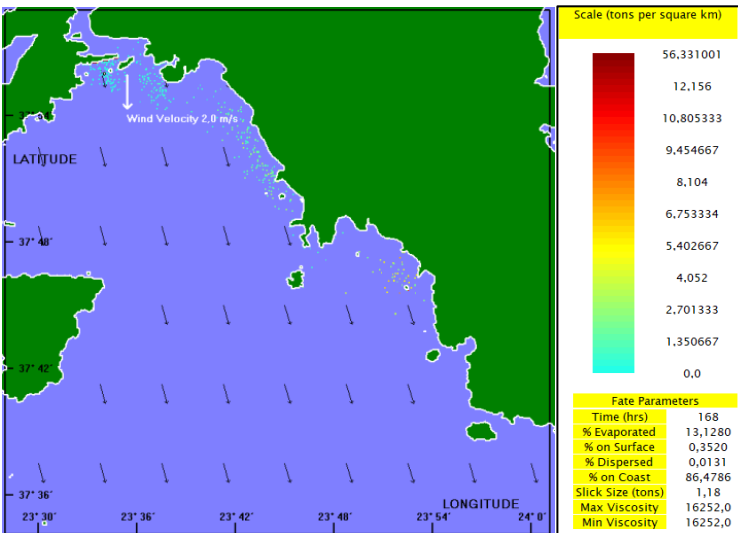 Wind Velocity 2,0 m/s
LATITUDE
37° 48'
37° 42'
37° 36'
LONGITUDE
23° 30' 23° 36' 23° 42' 23° 48' 23° 54' 24° 0'
Scale (tons per square km)
56,331001
12,156
10,805333
9,454667
8,104
6,753334
5,402667
4,052
2,701333
1,350667
0,0
Fate Parameters
Time (hrs) 168
% Evaporated 13,1280
% on Surface 0,3520
% Dispersed 0,0131
% on Coast 86,4786
Slick Size (tons) 1,18
Max Viscosity 16252,0
Min Viscosity 16252,0